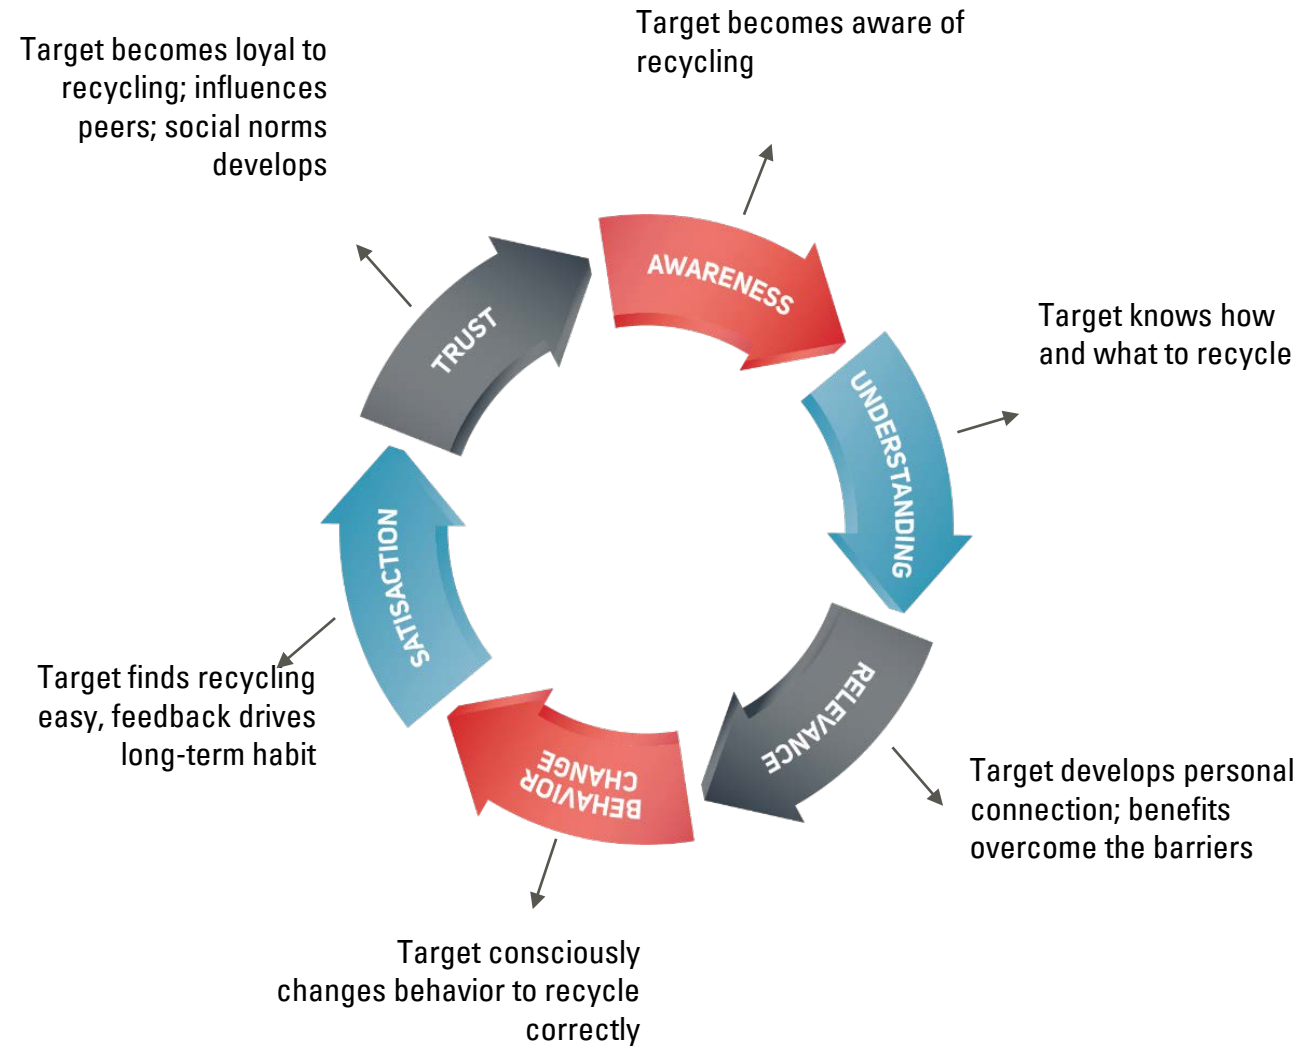 Target becomes aware of
recycling
AWARENESS
Target knows how
and what to recycle
UNDERSTANDING
Target develops personal
connection; benefits
overcome the barriers
RELEVANCE
Target consciously
changes behavior to recycle
correctly
BEHAVIOR
CHANGE
Target finds recycling
easy, feedback drives
long-term habit
SATISACTION
Target becomes loyal to
recycling; influences
peers; social norms
develops
TRUST